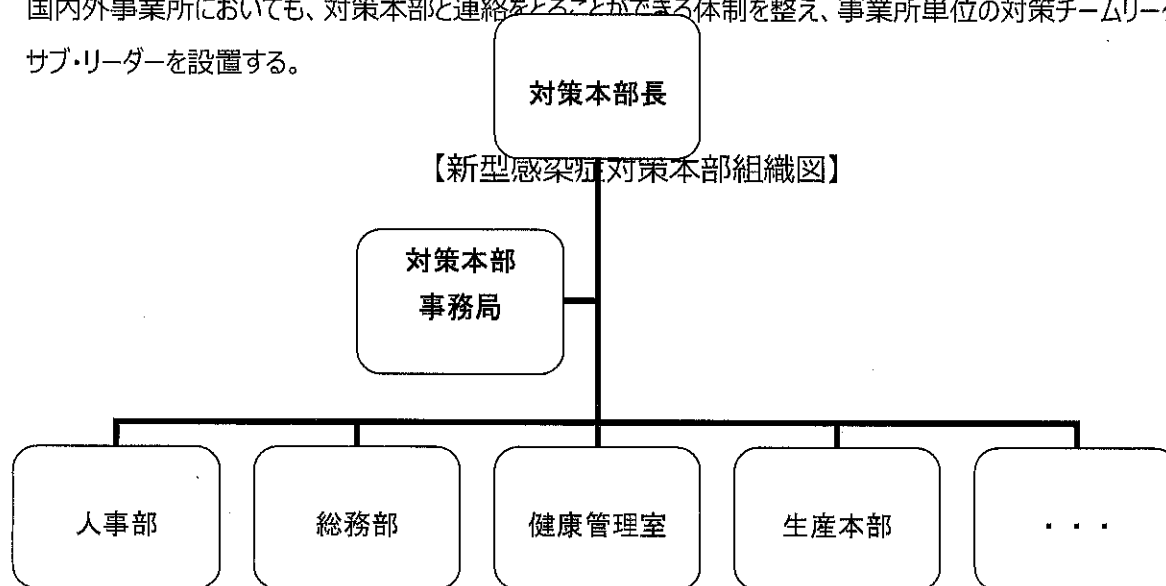 国内外事業所においても、対策本部と連絡をとることができる体制を整え、事業所単位の対策チームリー
サブ・リーダーを設置する。
対策本部長
【新型感染症対策本部組織図】
対策本部
事務局
人事部
総務部
健康管理室
生産本部
・・・